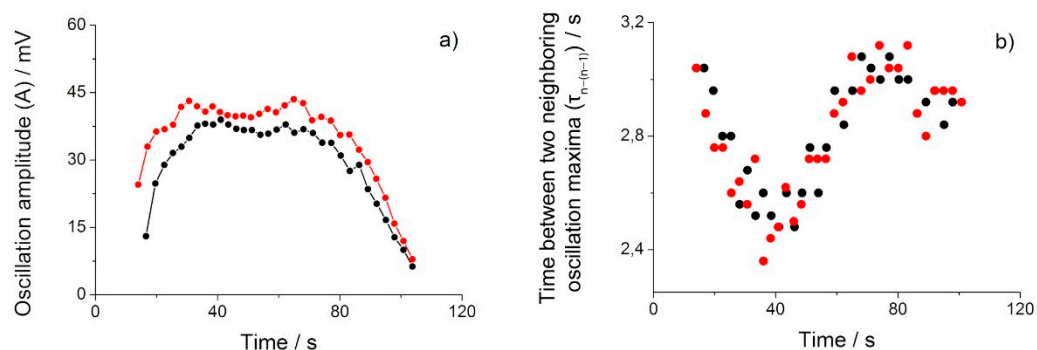 60
45
30
15
0
0
40
80
120
Oscillation amplitude (A) / mV
Time / s
a)
3,2
2,8
2,4
0
40
80
120
Time between two neighboring
oscillation maxima (τn−(n−1)) / s
Time / s
b)